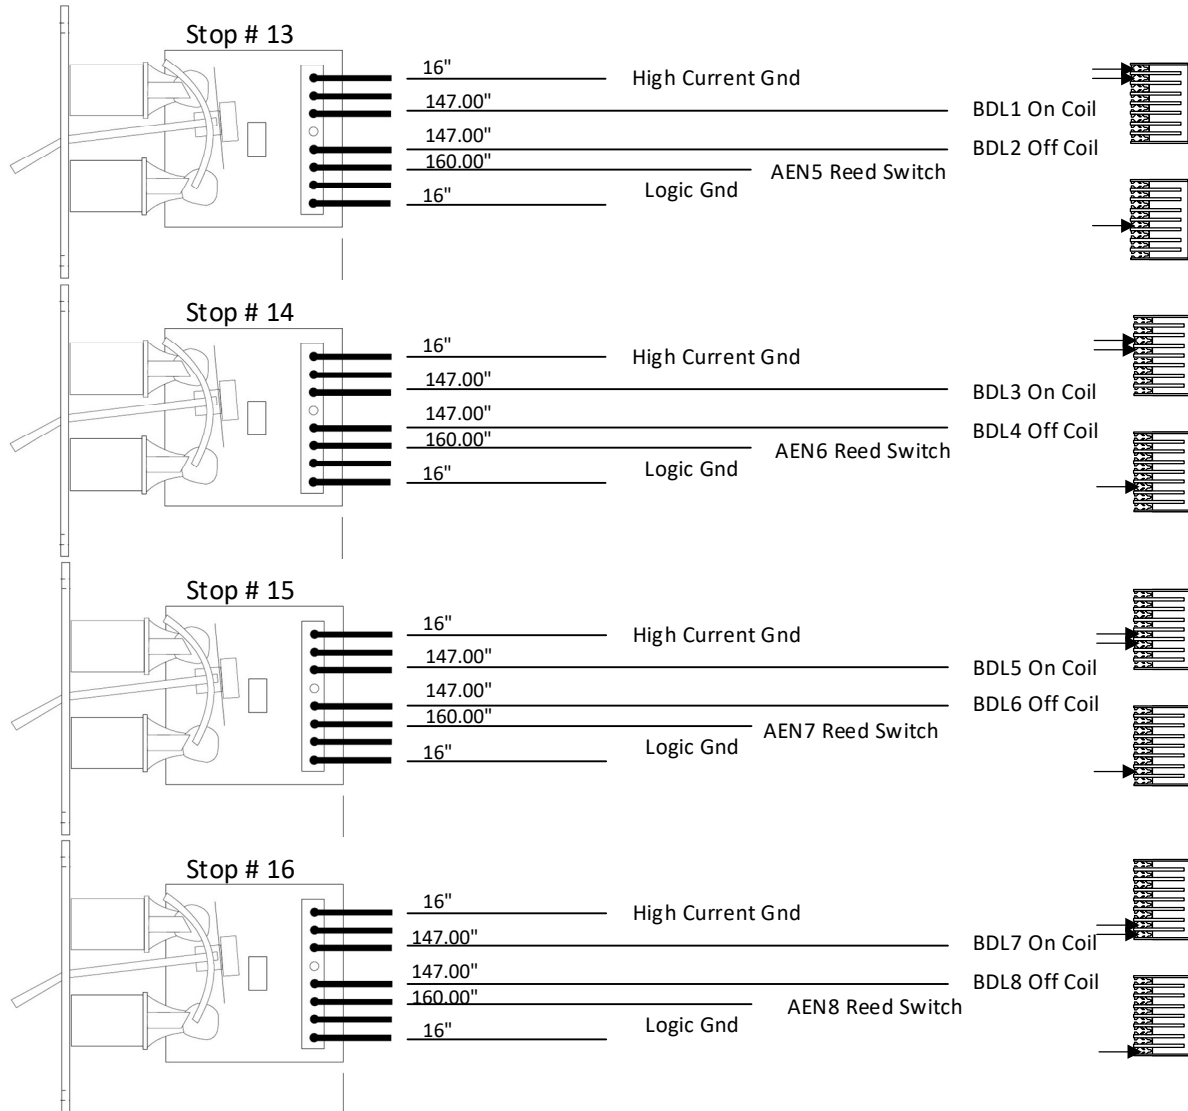 Stop # 13
16"
High Current Gnd
147.00"
BDL1 On Coil
147.00"
BDL2 Off Coil
160.00"
AEN5 Reed Switch
16"
Logic Gnd
Stop # 14
16"
High Current Gnd
147.00"
BDL3 On Coil
147.00"
BDL4 Off Coil
160.00"
AEN6 Reed Switch
16"
Logic Gnd
Stop # 15
16"
High Current Gnd
147.00"
BDL5 On Coil
147.00"
BDL6 Off Coil
160.00"
AEN7 Reed Switch
16"
Logic Gnd
Stop # 16
16"
High Current Gnd
147.00"
BDL7 On Coil
147.00"
BDL8 Off Coil
160.00"
AEN8 Reed Switch
16"
Logic Gnd